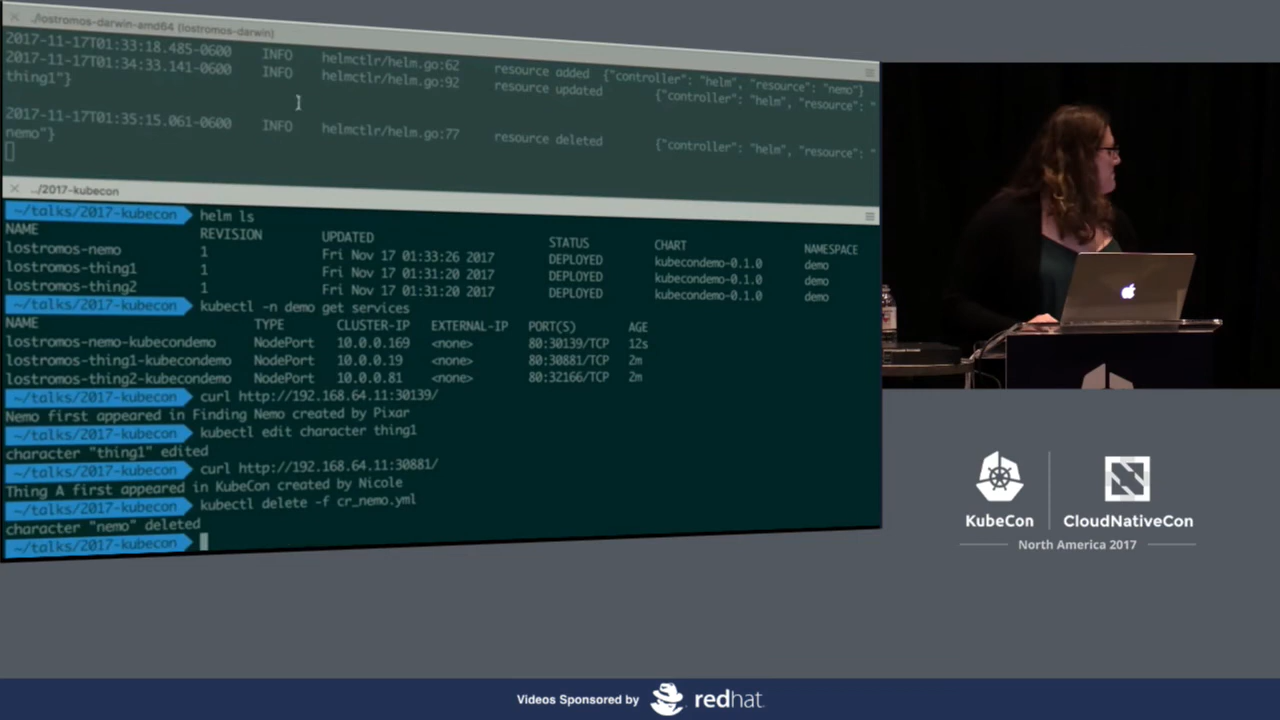 ../lostromos-darwin-amd64 (lostromos-darwin)
2017-11-17T01:33:18.485-0600 INFO helmctlr/helm.go:62 resource added {"controller": "helm", "resource": "nemo"}
2017-11-17T01:34:33.141-0600 INFO helmctlr/helm.go:92 resource updated {"controller": "helm", "resource": "
thing1"}
2017-11-17T01:35:15.061-0600 INFO helmctlr/helm.go:77 resource deleted {"controller": "helm", "resource": "
nemo"}
../2017-kubecon
~/talks/2017-kubecon helm ls
NAME REVISION UPDATED STATUS CHART NAMESPACE
lostromos-nemo 1 Fri Nov 17 01:33:26 2017 DEPLOYED kubecondemo-0.1.0 demo
lostromos-thing1 1 Fri Nov 17 01:31:20 2017 DEPLOYED kubecondemo-0.1.0 demo
lostromos-thing2 1 Fri Nov 17 01:31:20 2017 DEPLOYED kubecondemo-0.1.0 demo
~/talks/2017-kubecon kubectl -n demo get services
NAME TYPE CLUSTER-IP EXTERNAL-IP PORT(S) AGE
lostromos-nemo-kubecondemo NodePort 10.0.0.169 <none> 80:30139/TCP 12s
lostromos-thing1-kubecondemo NodePort 10.0.0.19 <none> 80:30881/TCP 2m
lostromos-thing2-kubecondemo NodePort 10.0.0.81 <none> 80:32166/TCP 2m
~/talks/2017-kubecon curl http://192.168.64.11:30139/
Nemo first appeared in Finding Nemo created by Pixar
~/talks/2017-kubecon kubectl edit character thing1
character "thing1" edited
~/talks/2017-kubecon curl http://192.168.64.11:30881/
Thing A first appeared in KubeCon created by Nicole
~/talks/2017-kubecon kubectl delete -f cr_nemo.yml
character "nemo" deleted
~/talks/2017-kubecon
KubeCon CloudNativeCon
North America 2017
Videos Sponsored by redhat.